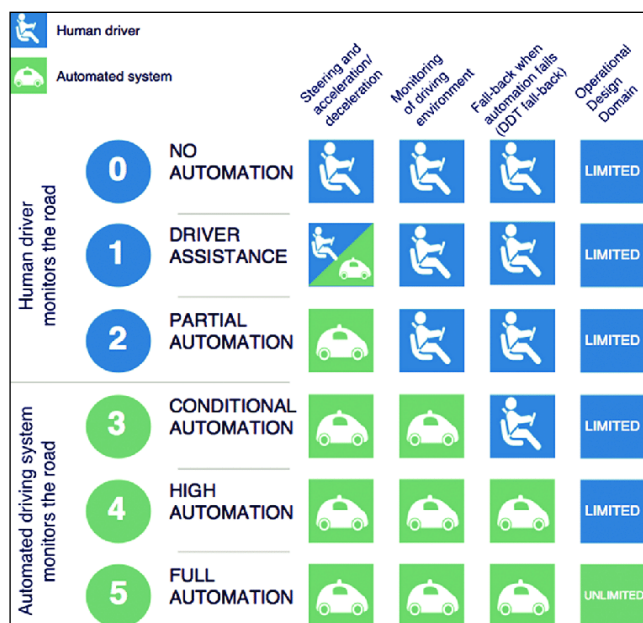 Human driver
Automated system
Steering and
acceleration/
deceleration
Monitoring
of driving
environment
Fall-back when
automation fails
(DDT fall-back)
Operational
Design
Domain
Human driver
monitors the road
0
NO
AUTOMATION
LIMITED
1
DRIVER
ASSISTANCE
LIMITED
2
PARTIAL
AUTOMATION
LIMITED
Automated driving system
monitors the road
3
CONDITIONAL
AUTOMATION
LIMITED
4
HIGH
AUTOMATION
LIMITED
5
FULL
AUTOMATION
UNLIMITED